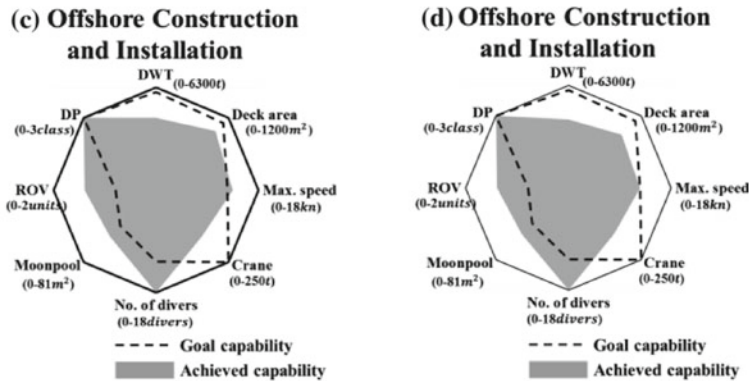 (c) Offshore Construction
and Installation
DWT
(0-6300t)
DP
(0-3class)
Deck area
(0-1200m²)
ROV
(0-2units)
Max. speed
(0-18kn)
Moonpool
(0-81m²)
Crane
(0-250t)
No. of divers
(0-18divers)
Goal capability
Achieved capability
(d) Offshore Construction
and Installation
DWT
(0-6300t)
DP
(0-3class)
Deck area
(0-1200m²)
ROV
(0-2units)
Max. speed
(0-18kn)
Moonpool
(0-81m²)
Crane
(0-250t)
No. of divers
(0-18divers)
Goal capability
Achieved capability